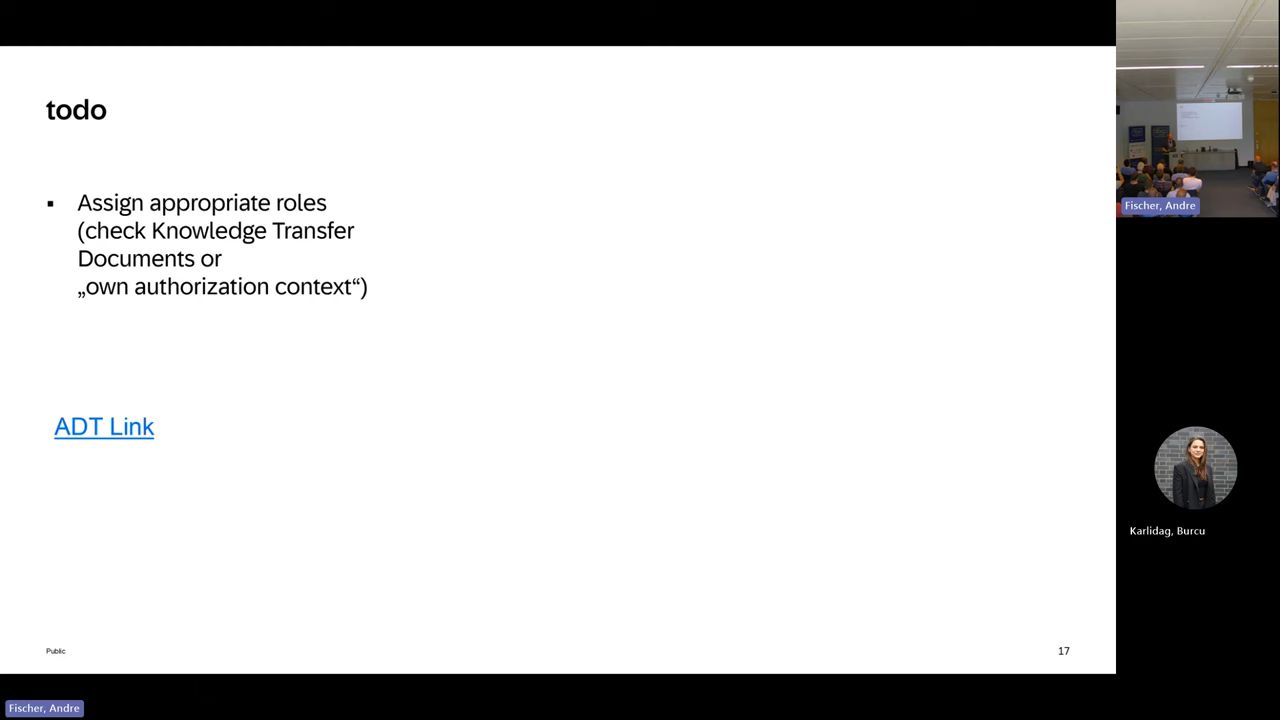 todo
▪ Assign appropriate roles
(check Knowledge Transfer
Documents or
„own authorization context“)
ADT Link
Public
17
Fischer, Andre
Karlidag, Burcu
Fischer, Andre